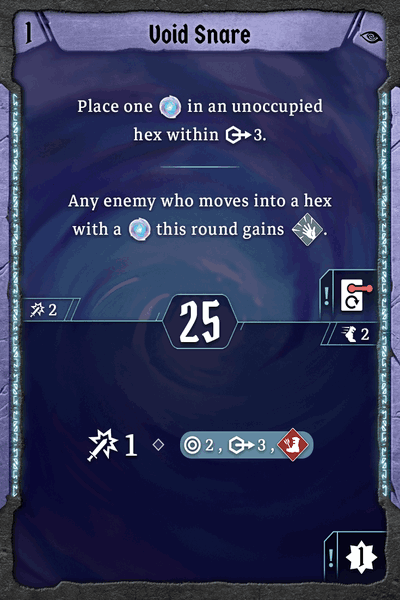 1 Void Snare
Place one in an unoccupied
hex within 3.
Any enemy who moves into a hex
with a this round gains .
!
2 25
2
1 2 , 3 ,
! 1